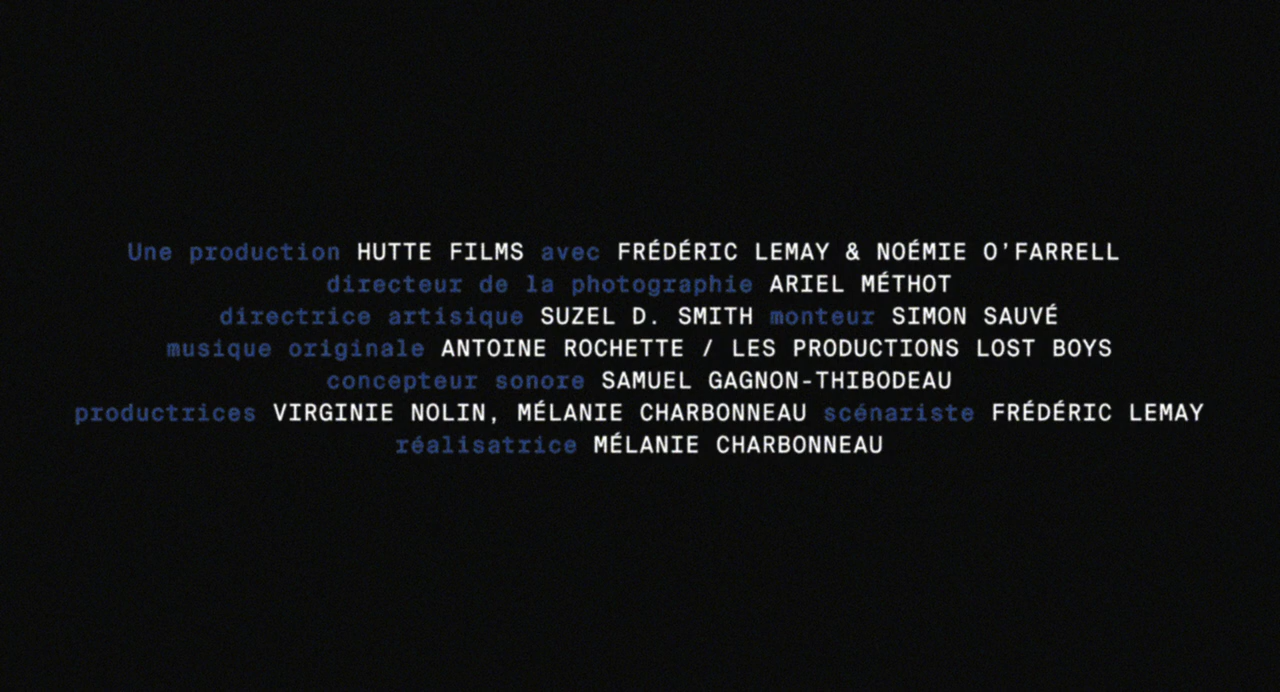 Une production HUTTE FILMS avec FRÉDÉRIC LEMAY & NOÉMIE O'FARRELL
directeur de la photographie ARIEL MÉTHOT
directrice artisique SUZEL D. SMITH monteur SIMON SAUVÉ
musique originale ANTOINE ROCHETTE / LES PRODUCTIONS LOST BOYS
concepteur sonore SAMUEL GAGNON-THIBODEAU
productrices VIRGINIE NOLIN, MÉLANIE CHARBONNEAU scénariste FRÉDÉRIC LEMAY
réalisatrice MÉLANIE CHARBONNEAU